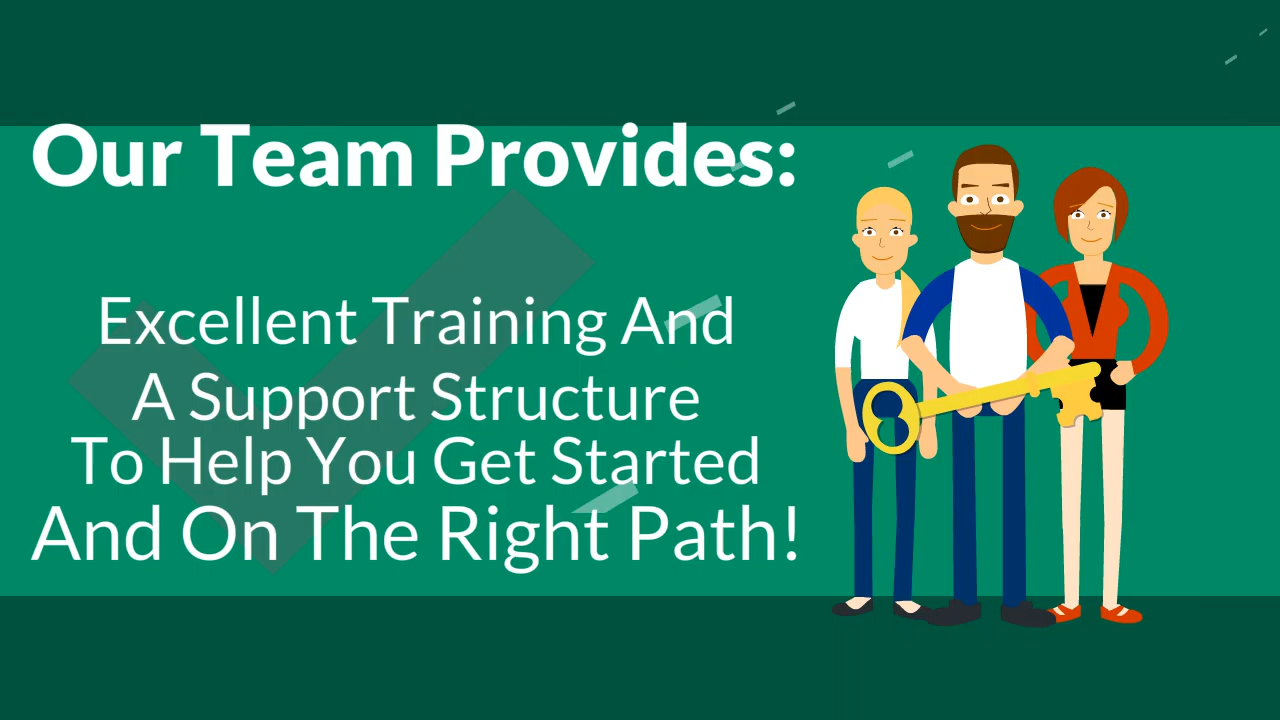 Our Team Provides:
Excellent Training And
A Support Structure
To Help You Get Started
And On The Right Path!